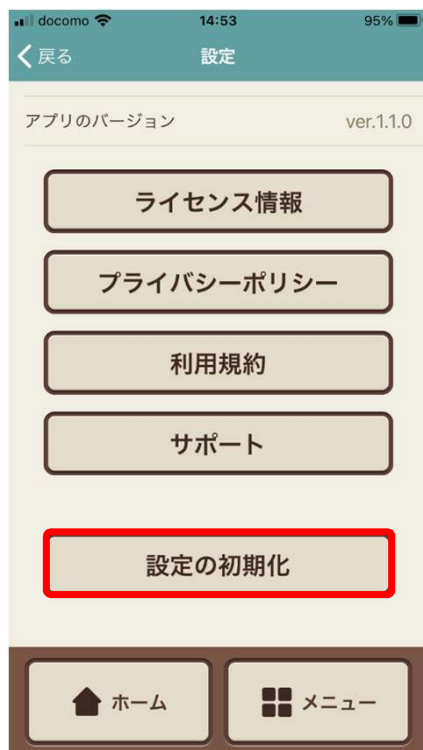 docomo 14:53 95%
戻る 設定
アプリのバージョン ver.1.1.0
ライセンス情報
プライバシーポリシー
利用規約
サポート
設定の初期化
ホーム メニュー